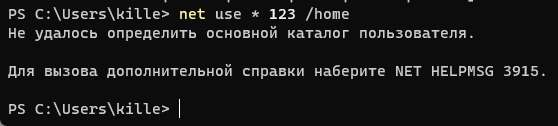 PS C:\Users\kille> net use * 123 /home
Не удалось определить основной каталог пользователя.
Для вызова дополнительной справки наберите NET HELPMSG 3915.
PS C:\Users\kille>